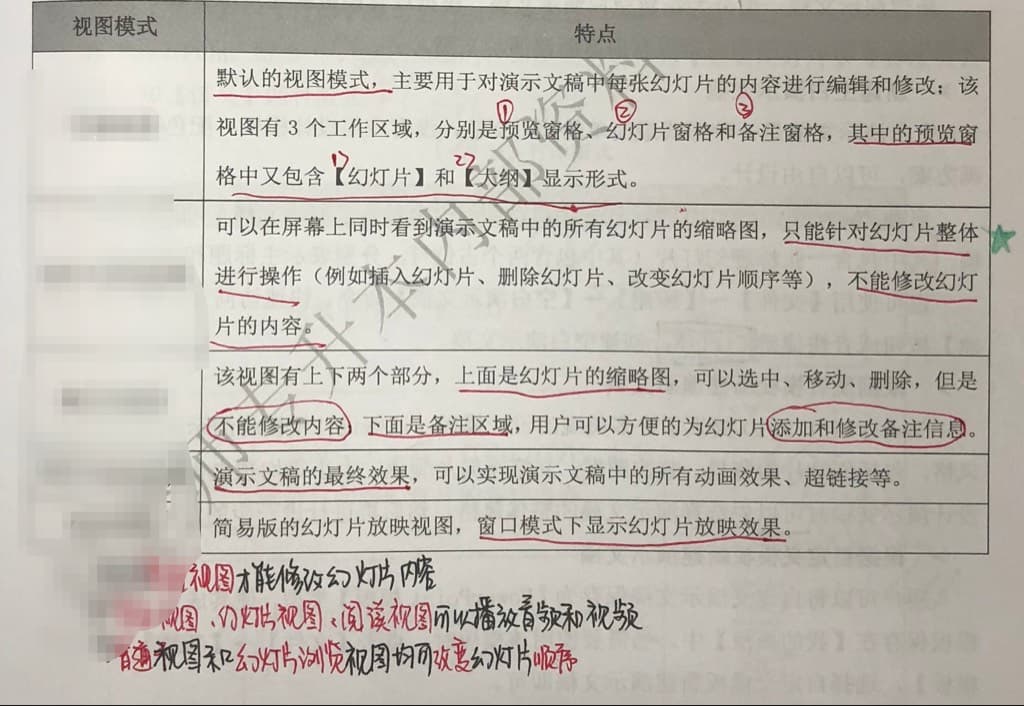 视图模式
特点
默认的视图模式，主要用于对演示文稿中每张幻灯片的内容进行编辑和修改；该
① ② ③
视图有 3 个工作区域，分别是预览窗格、幻灯片窗格和备注窗格，其中的预览窗
1) 2)
格中又包含【幻灯片】和【大纲】显示形式。
可以在屏幕上同时看到演示文稿中的所有幻灯片的缩略图，只能针对幻灯片整体
进行操作（例如插入幻灯片、删除幻灯片、改变幻灯片顺序等），不能修改幻灯
片的内容。
该视图有上下两个部分，上面是幻灯片的缩略图，可以选中、移动、删除，但是
不能修改内容；下面是备注区域，用户可以方便的为幻灯片添加和修改备注信息。
演示文稿的最终效果，可以实现演示文稿中的所有动画效果、超链接等。
简易版的幻灯片放映视图，窗口模式下显示幻灯片放映效果。
视图才能修改幻灯片内容
视图、幻灯片视图、阅读视图可以播放音频和视频
普通视图和幻灯片浏览视图均可改变幻灯片顺序
升本内部资料